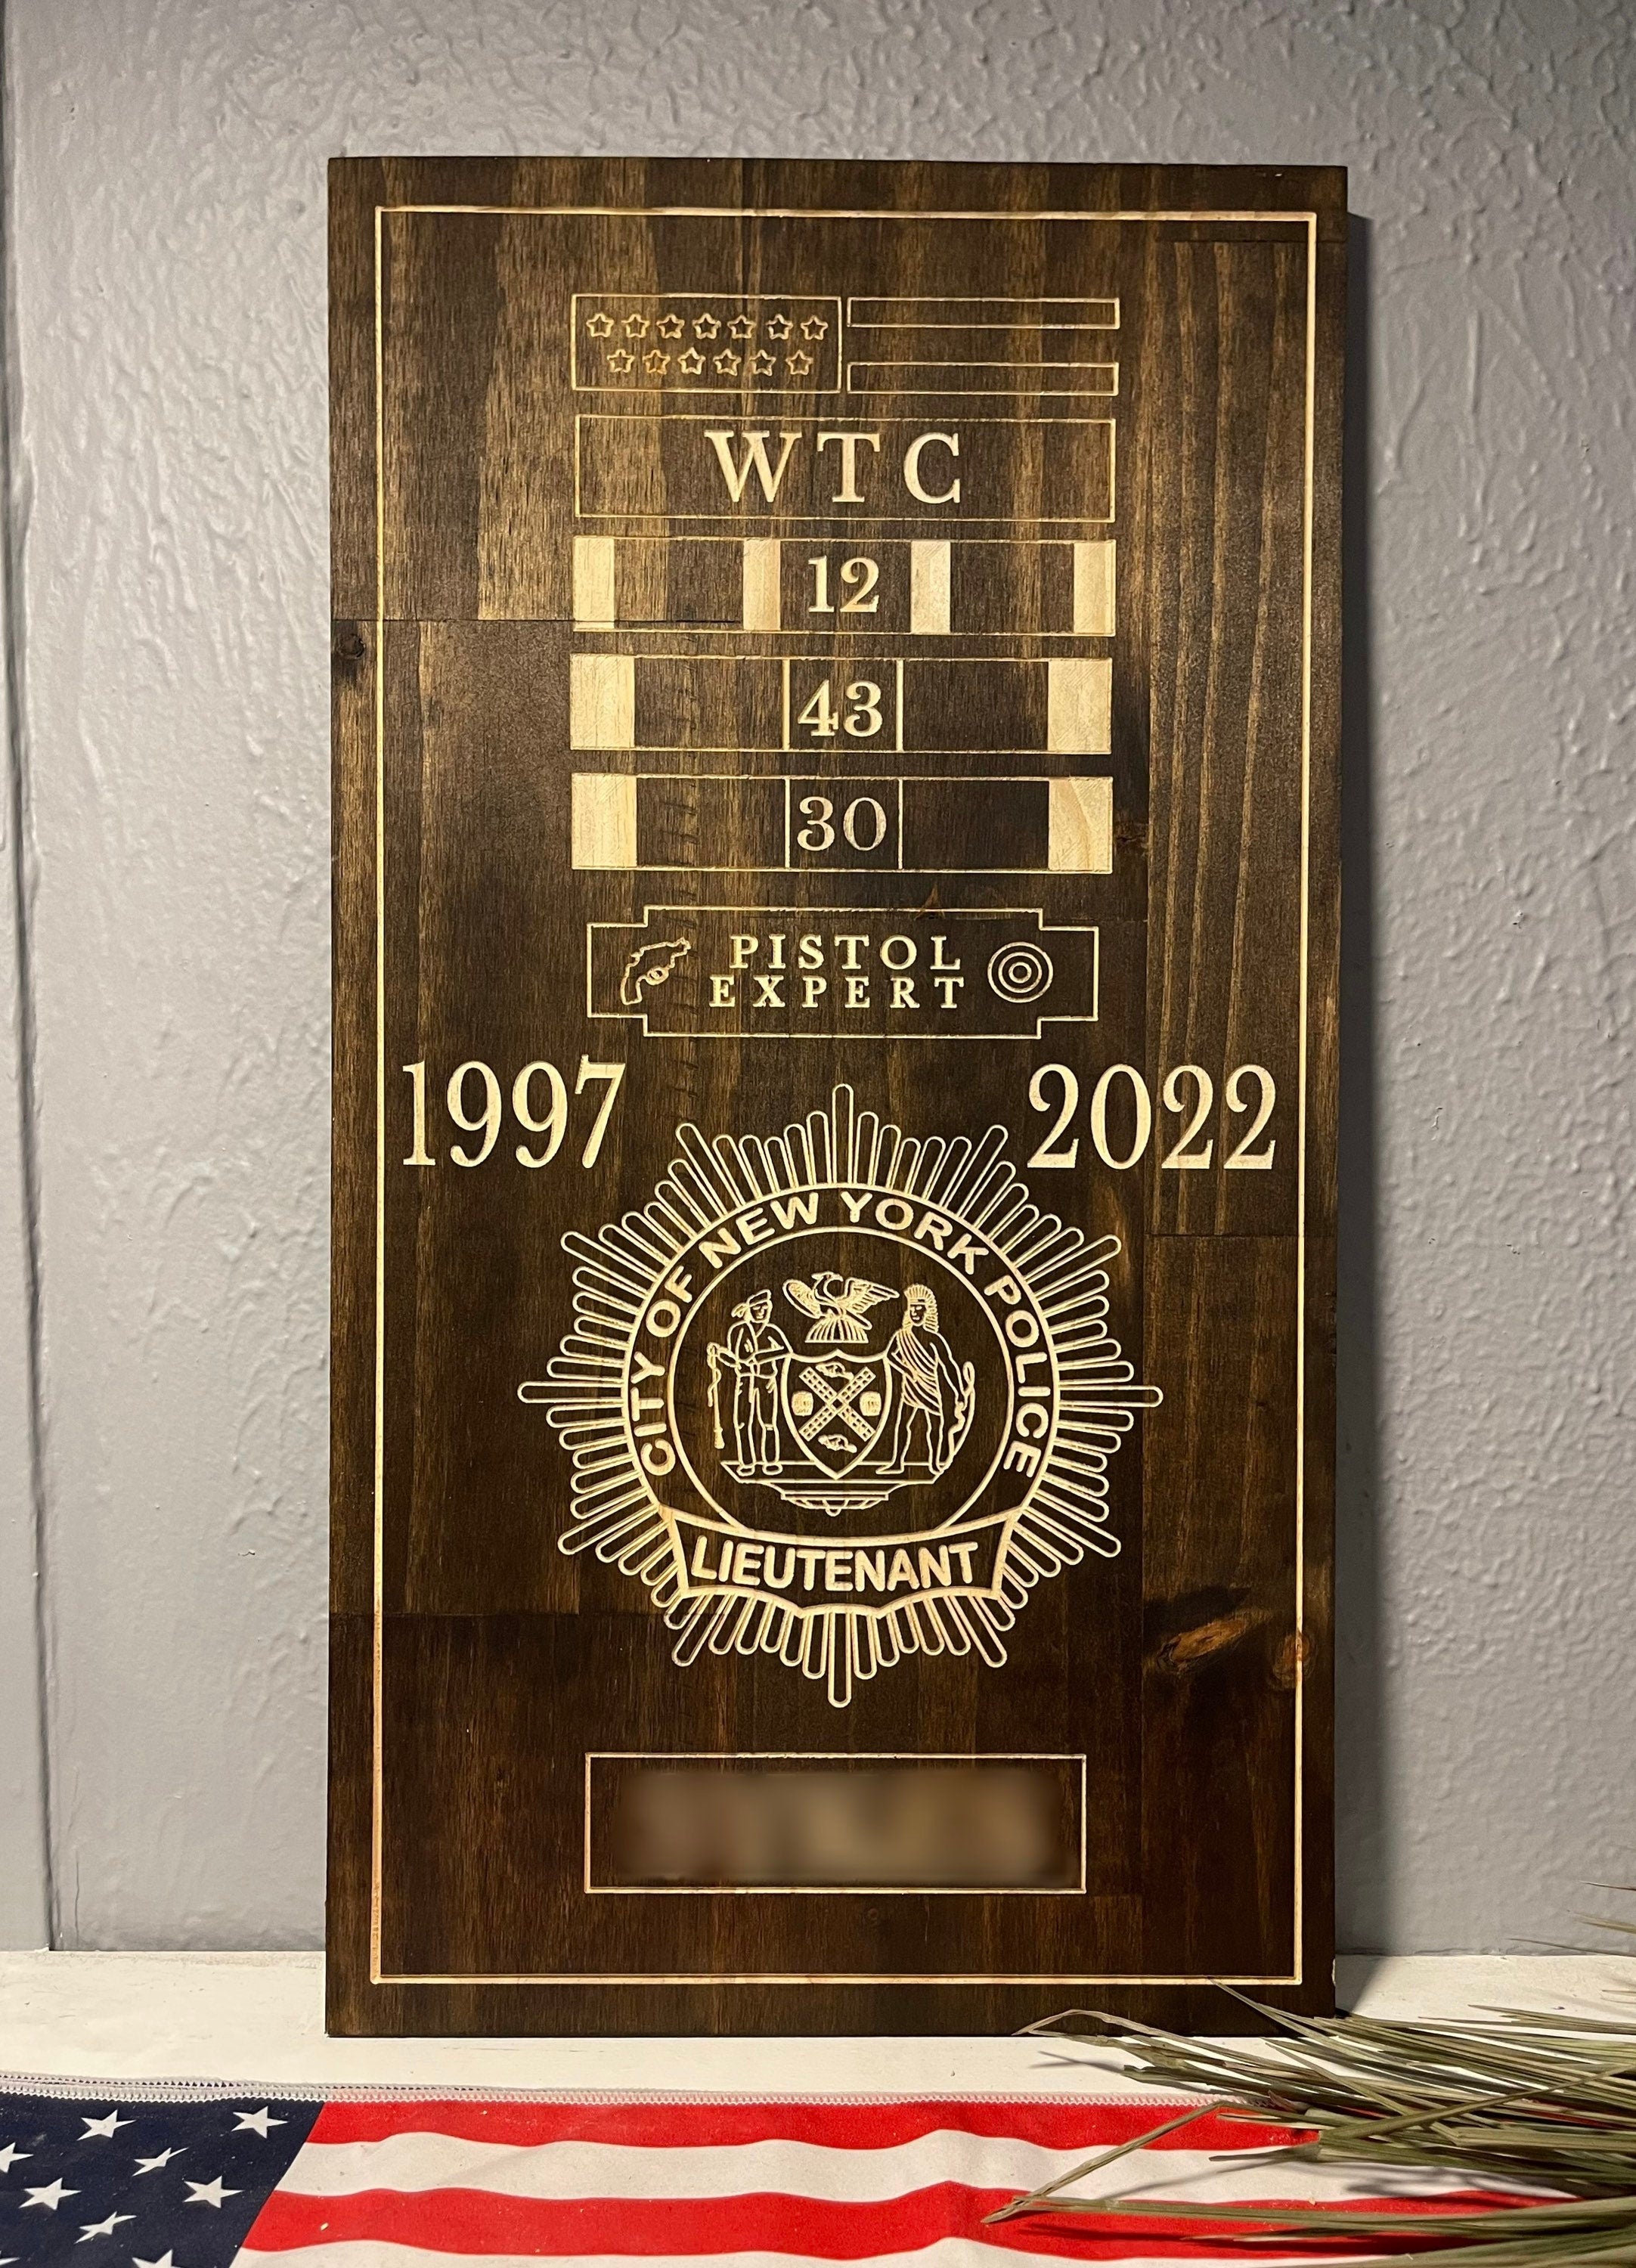 WTC
12
43
30
PISTOL
EXPERT
1997
2022
CITY OF NEW YORK POLICE
LIEUTENANT